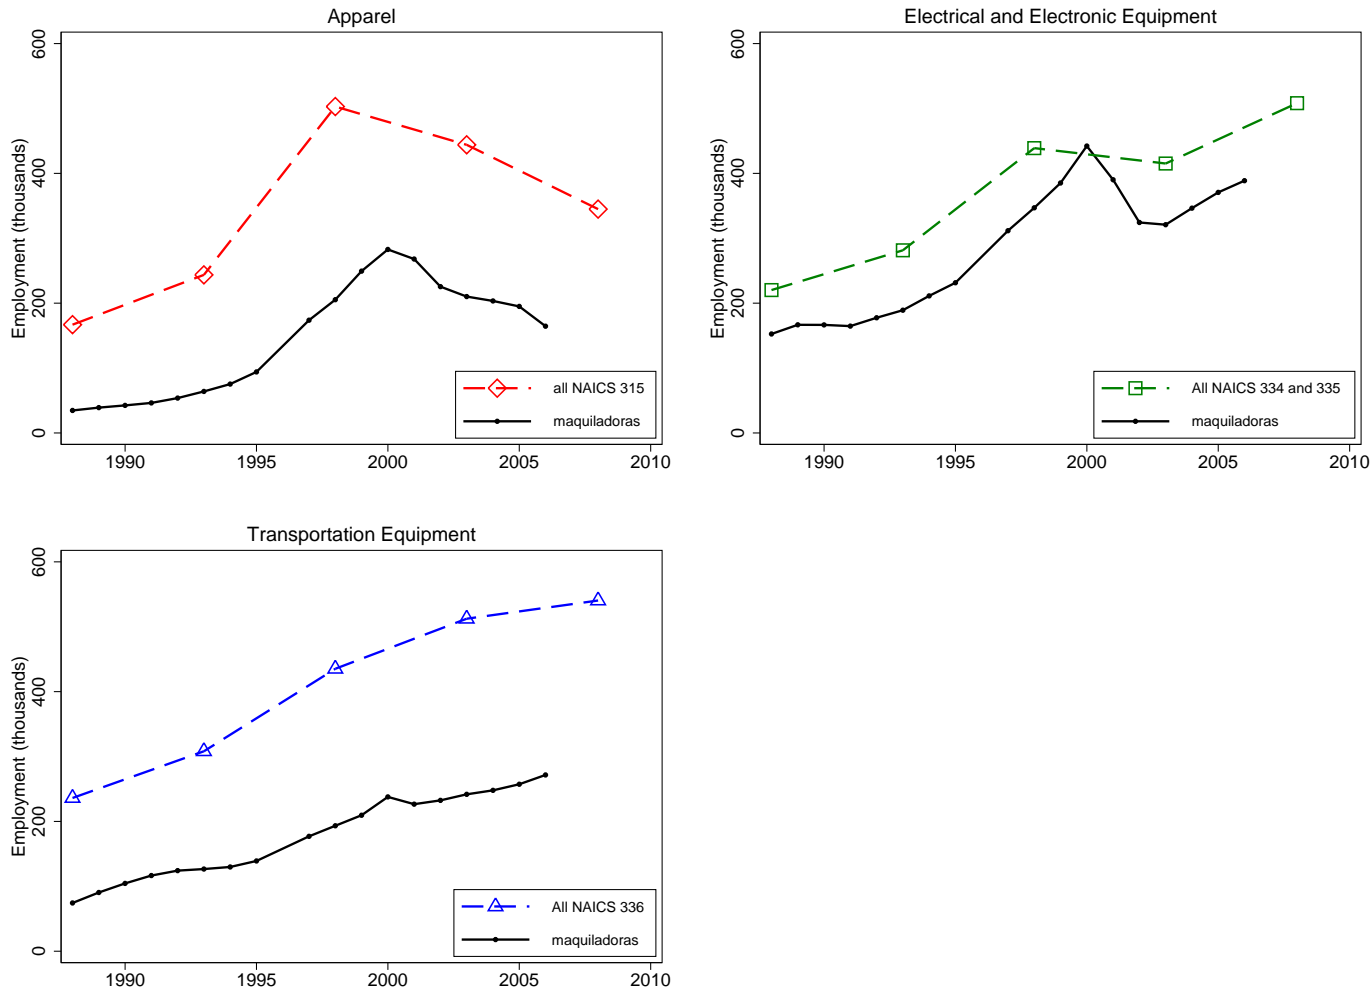 Apparel
Employment (thousands)
600
400
200
0
all NAICS 315
maquiladoras
1990 1995 2000 2005 2010
Electrical and Electronic Equipment
Employment (thousands)
600
400
200
0
All NAICS 334 and 335
maquiladoras
1990 1995 2000 2005 2010
Transportation Equipment
Employment (thousands)
600
400
200
0
All NAICS 336
maquiladoras
1990 1995 2000 2005 2010